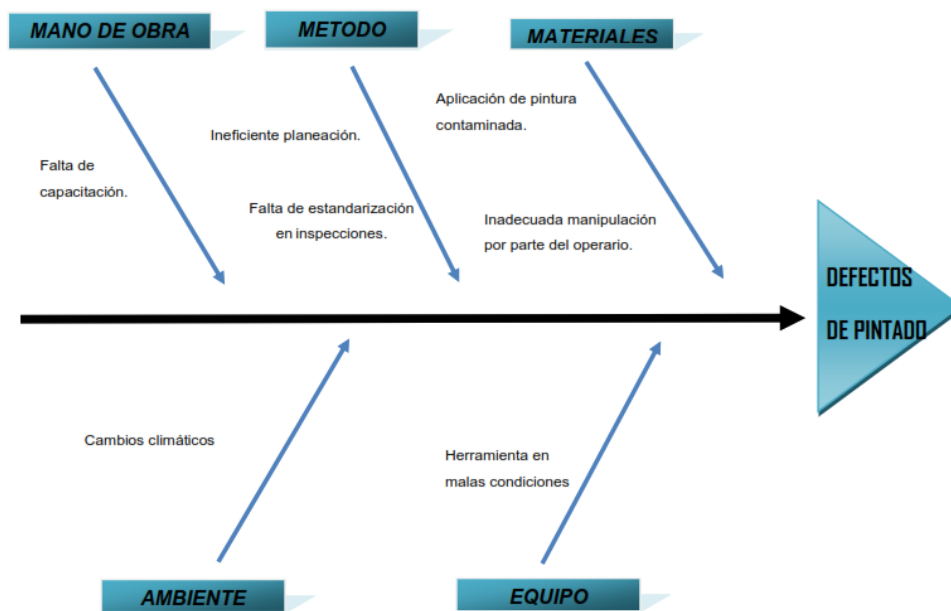 MANO DE OBRA
METODO
MATERIALES
Aplicación de pintura
contaminada.
Ineficiente planeación.
Falta de
capacitación.
Falta de estandarización
en inspecciones.
Inadecuada manipulación
por parte del operario.
DEFECTOS
DE PINTADO
Cambios climáticos
Herramienta en
malas condiciones
AMBIENTE
EQUIPO